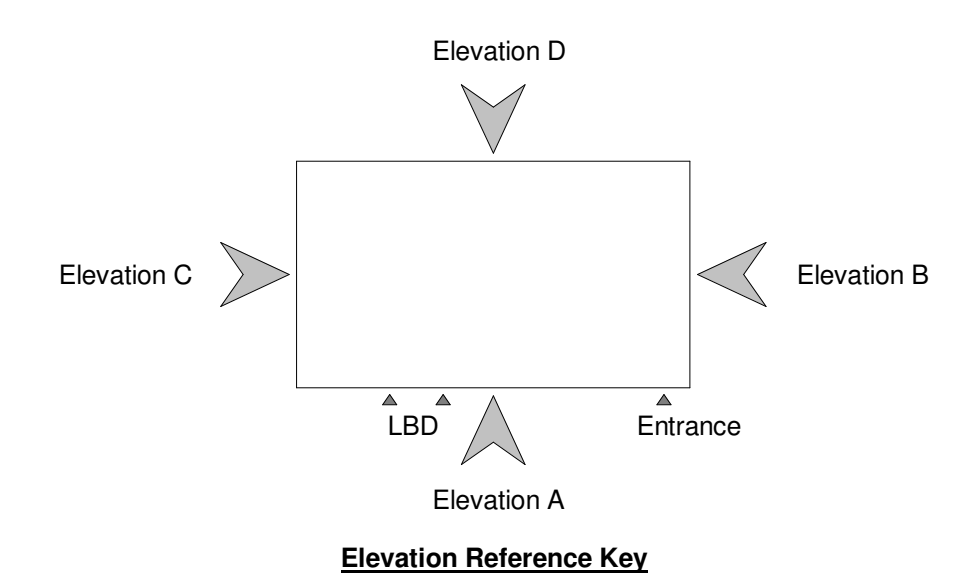 Elevation D
Elevation C
Elevation B
LBD
Entrance
Elevation A
Elevation Reference Key